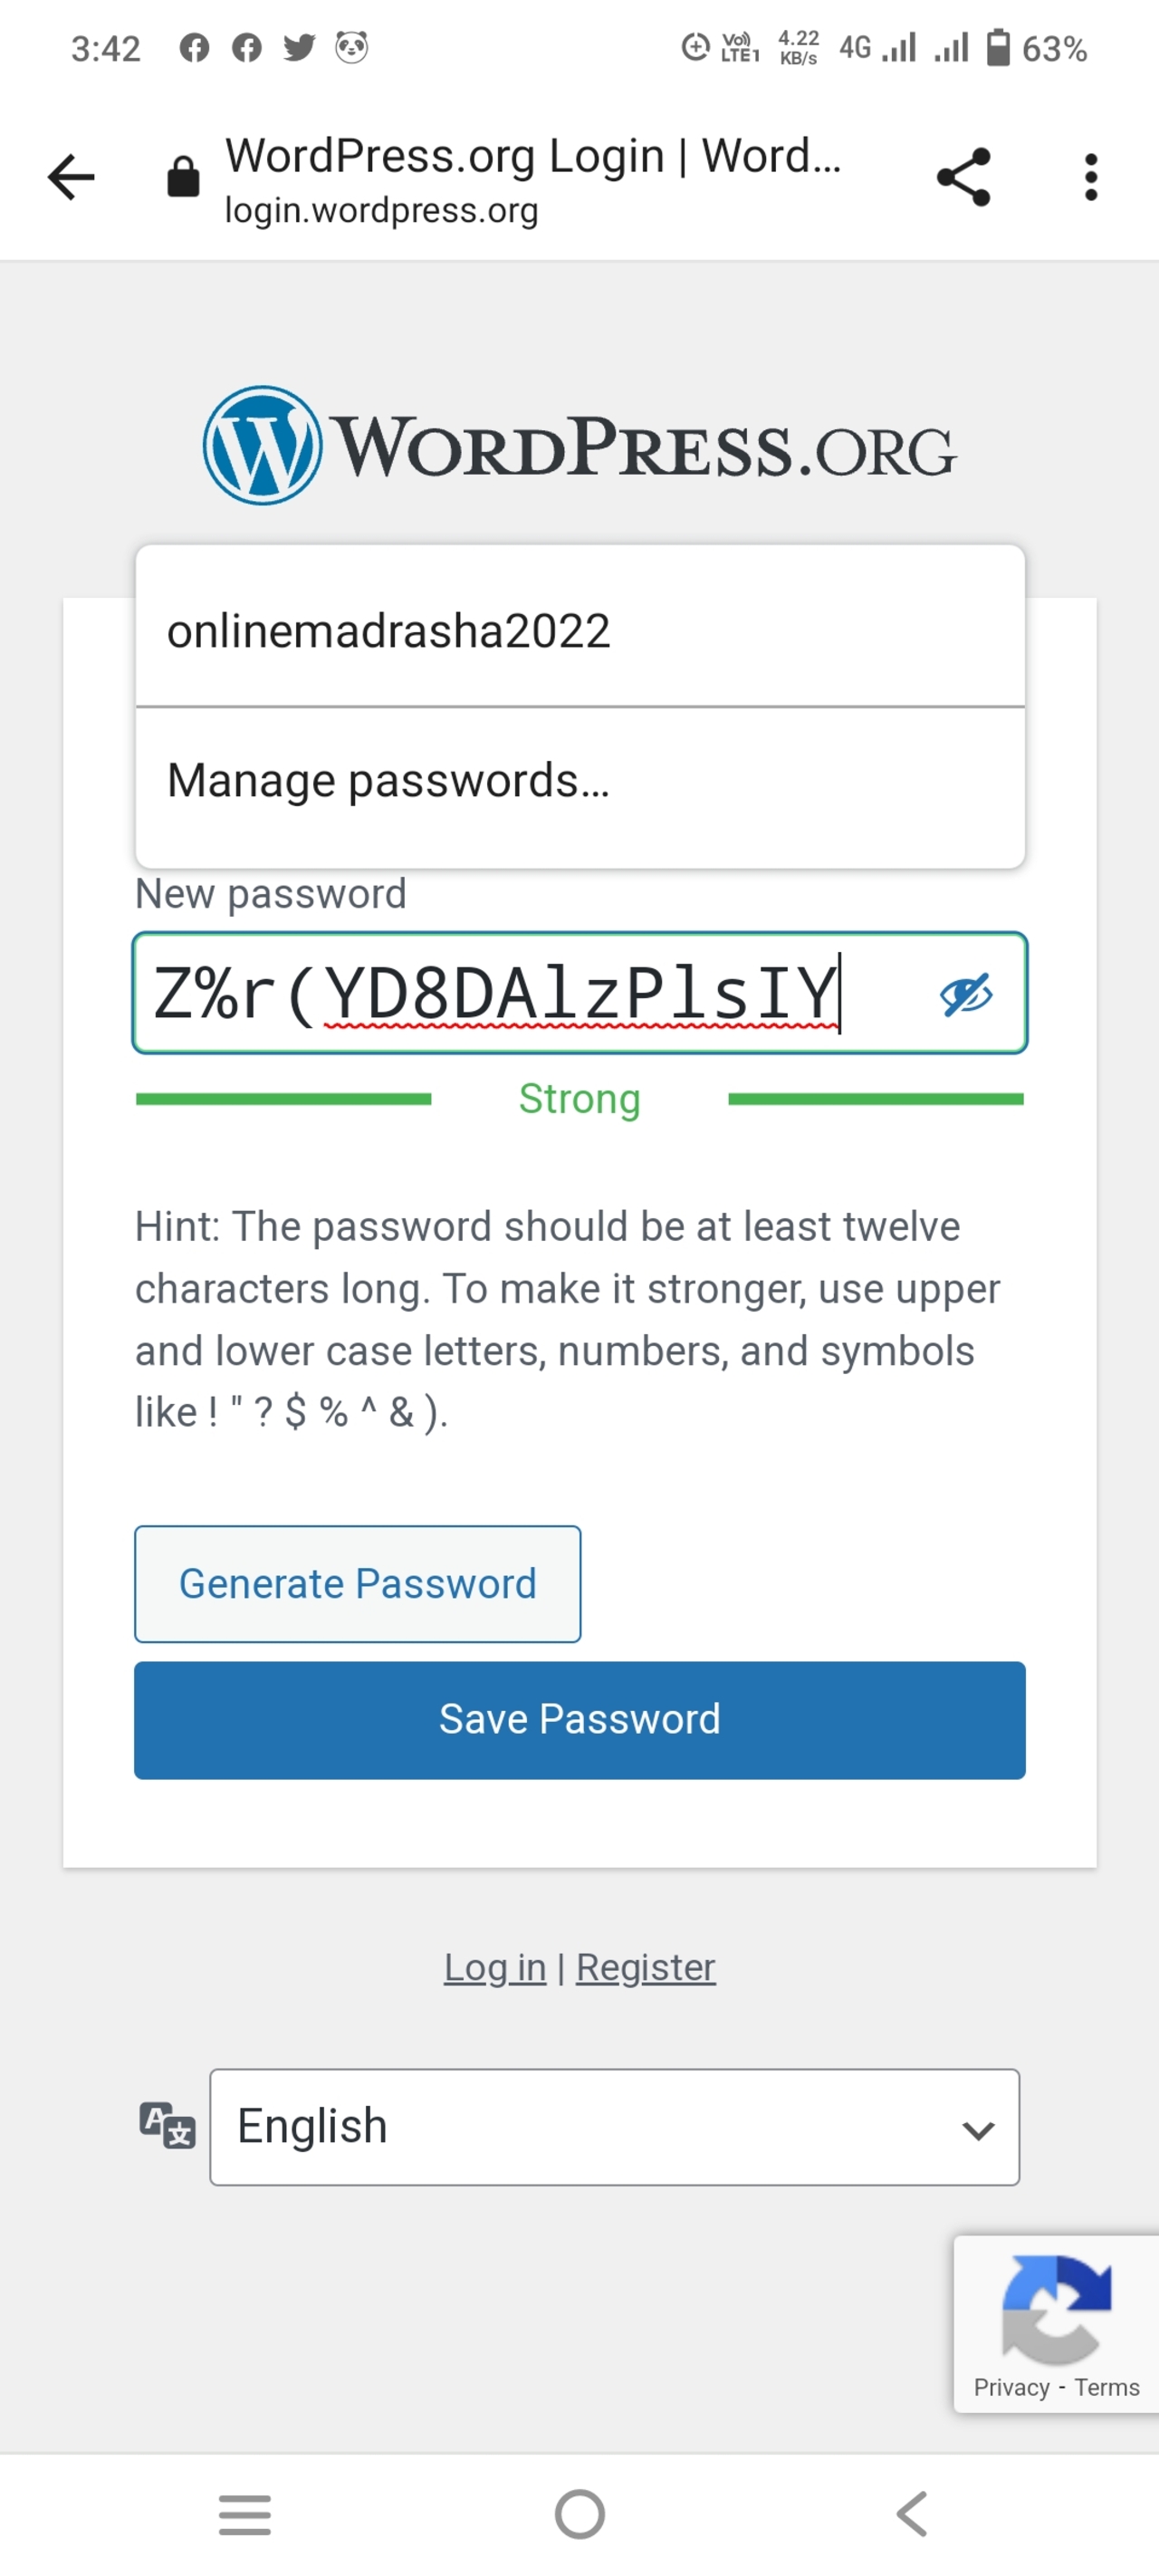 3:42
Vo)) LTE1 4.22 KB/s 4G 63%
WordPress.org Login | Word...
login.wordpress.org
WORDPRESS.ORG
onlinemadrasha2022
Manage passwords...
New password
Z%r(YD8DAlzPlsIY
Strong
Hint: The password should be at least twelve
characters long. To make it stronger, use upper
and lower case letters, numbers, and symbols
like ! " ? $ % ^ & ).
Generate Password
Save Password
Log in | Register
English
Privacy - Terms